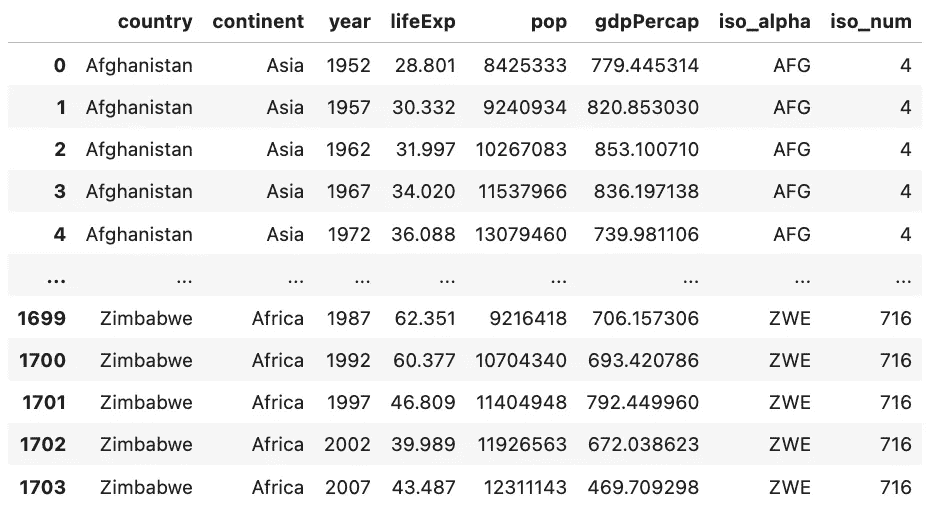 country continent year lifeExp pop gdpPercap iso_alpha iso_num
0 Afghanistan Asia 1952 28.801 8425333 779.445314 AFG 4
1 Afghanistan Asia 1957 30.332 9240934 820.853030 AFG 4
2 Afghanistan Asia 1962 31.997 10267083 853.100710 AFG 4
3 Afghanistan Asia 1967 34.020 11537966 836.197138 AFG 4
4 Afghanistan Asia 1972 36.088 13079460 739.981106 AFG 4
... ... ... ... ... ... ... ... ...
1699 Zimbabwe Africa 1987 62.351 9216418 706.157306 ZWE 716
1700 Zimbabwe Africa 1992 60.377 10704340 693.420786 ZWE 716
1701 Zimbabwe Africa 1997 46.809 11404948 792.449960 ZWE 716
1702 Zimbabwe Africa 2002 39.989 11926563 672.038623 ZWE 716
1703 Zimbabwe Africa 2007 43.487 12311143 469.709298 ZWE 716